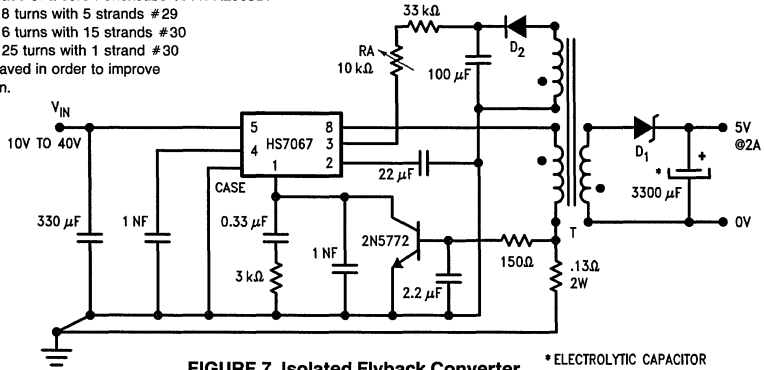 8 turns with 5 strands #29
6 turns with 15 strands #30
25 turns with 1 strand #30
aved in order to improve
n.
33 kΩ
D2
RA
10 kΩ
100 μF
VIN
10V TO 40V
5
4
HS7067
8
3
2
1
CASE
22 μF
D1
5V
@2A
*
+
3300 μF
0V
T
330 μF
1 NF
0.33 μF
3 kΩ
1 NF
2N5772
2.2 μF
150Ω
.13Ω
2W
FIGURE 7. Isolated Flyback Converter
* ELECTROLYTIC CAPACITOR